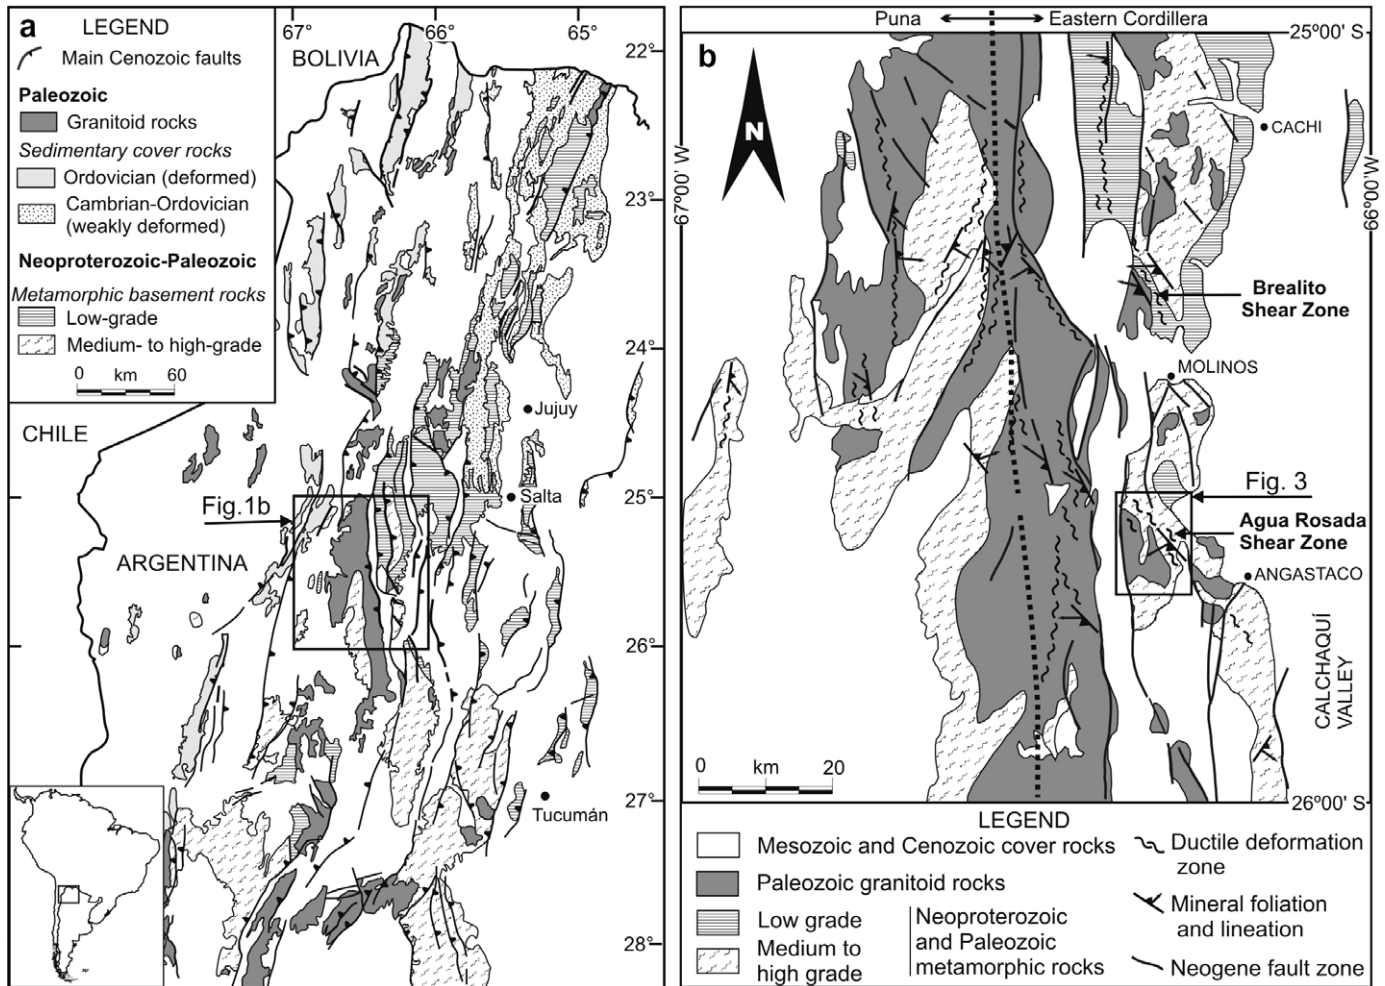 a
LEGEND
Main Cenozoic faults
Paleozoic
Granitoid rocks
Sedimentary cover rocks
Ordovician (deformed)
Cambrian-Ordovician
(weakly deformed)
Neoproterozoic-Paleozoic
Metamorphic basement rocks
Low-grade
Medium- to high-grade
0 km 60
67°
66°
65°
22°
23°
24°
25°
26°
27°
28°
BOLIVIA
CHILE
ARGENTINA
Fig.1b
Jujuy
Salta
Tucumán
b
Puna
Eastern Cordillera
25°00' S
67°00' W
66°00' W
N
CACHI
Brealito
Shear Zone
MOLINOS
Fig. 3
Agua Rosada
Shear Zone
ANGASTACO
CALCHAQUÍ
VALLEY
0 km 20
26°00' S
LEGEND
Mesozoic and Cenozoic cover rocks
Paleozoic granitoid rocks
Low grade
Medium to
high grade
Neoproterozoic
and Paleozoic
metamorphic rocks
Ductile deformation
zone
Mineral foliation
and lineation
Neogene fault zone